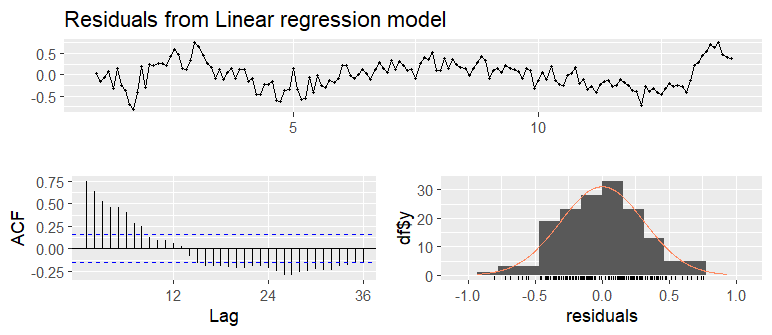 Residuals from Linear regression model
0.5
0.0
-0.5
5 10
0.75
0.50
0.25
0.00
-0.25
ACF
12 24 36
Lag
30
20
10
0
df$y
-1.0 -0.5 0.0 0.5 1.0
residuals